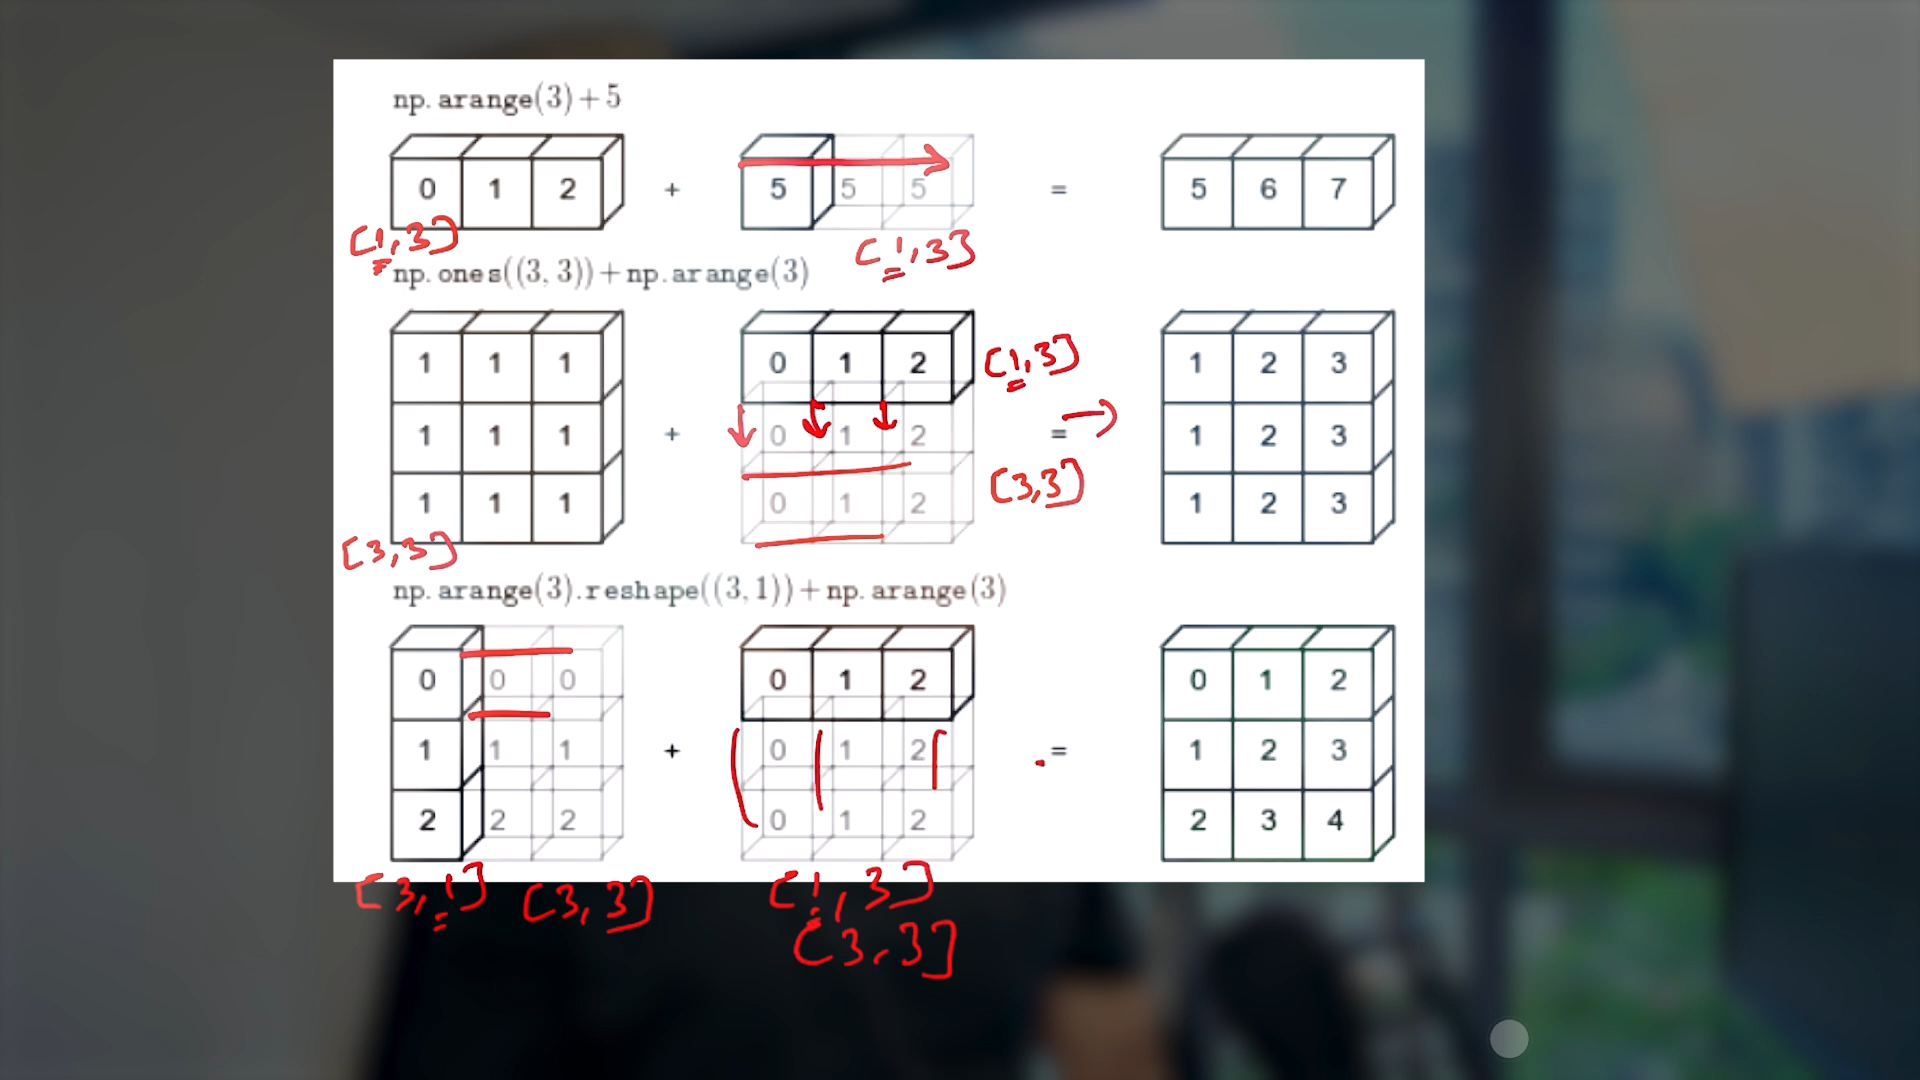 np.arange(3)+5
0 1 2 + 5 5 5 = 5 6 7
[1,3] [1,3]
np.ones((3,3))+np.arange(3)
1 1 1 0 1 2 1 2 3
[1,3]
1 1 1 + 0 1 2 = 1 2 3
[3,3]
1 1 1 0 1 2 1 2 3
[3,3]
np.arange(3).reshape((3,1))+np.arange(3)
0 0 0 0 1 2 0 1 2
1 1 1 + 0 1 2 = 1 2 3
2 2 2 0 1 2 2 3 4
[3,1] [3,3] [1,3]
[3,3]